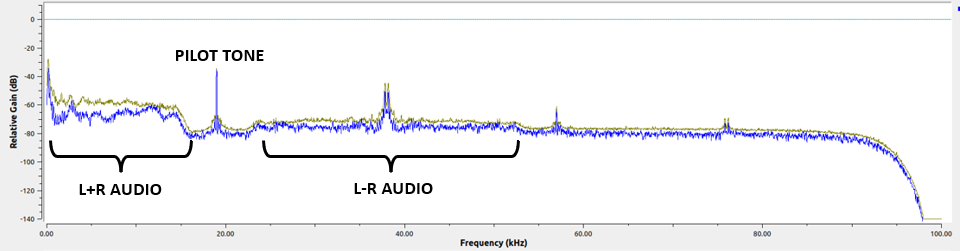 0
-20
PILOT TONE
-40
-60
-80
-100
-120
-140
Relative Gain (dB)
L+R AUDIO
L-R AUDIO
0.00 20.00 40.00 60.00 80.00 100.00
Frequency (kHz)